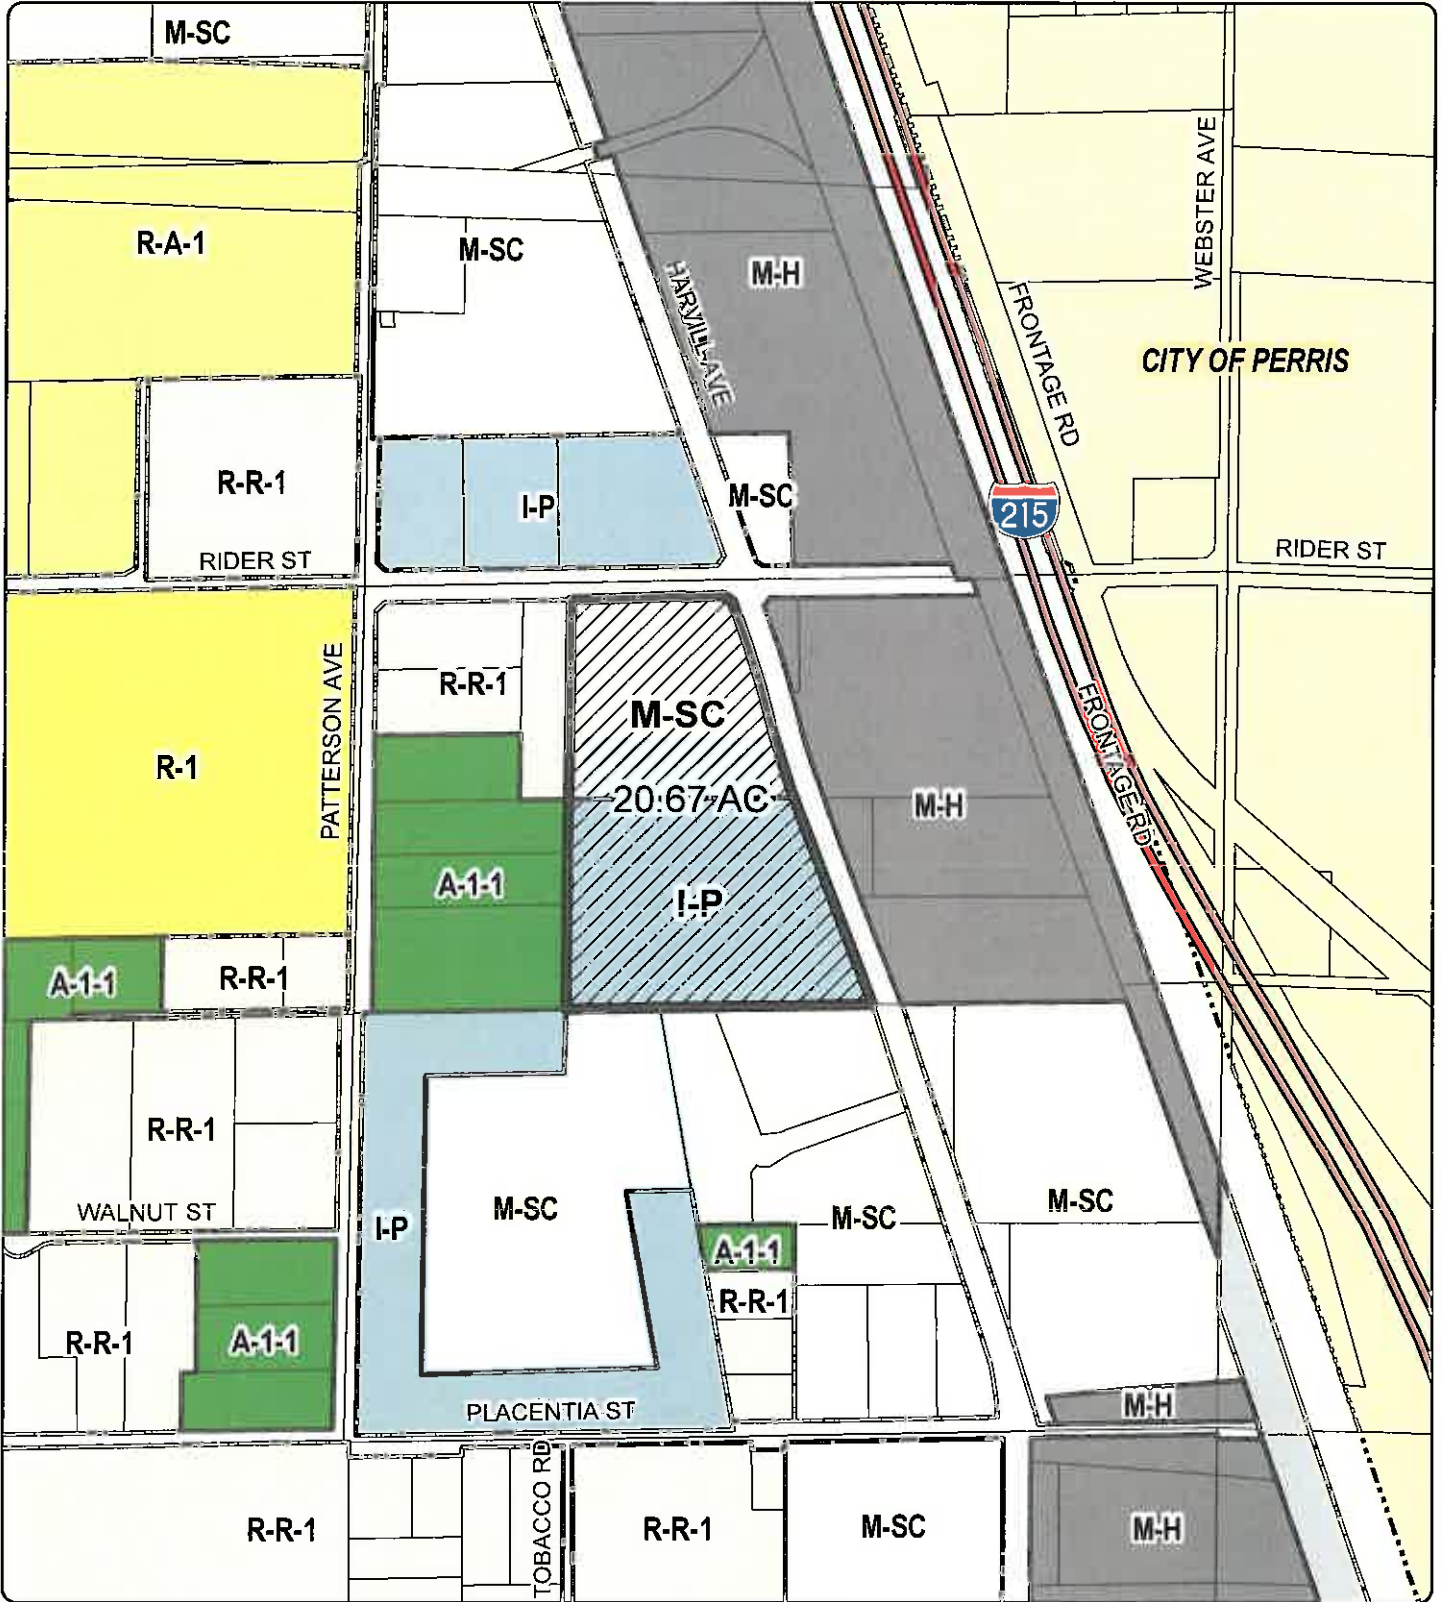 M-SC
WEBSTER AVE
R-A-1
M-SC
M-H
HARVILL AVE
FRONTAGE RD
CITY OF PERRIS
R-R-1
I-P
M-SC
215
RIDER ST
RIDER ST
PATTERSON AVE
R-R-1
M-SC
FRONTAGE RD
R-1
20.67 AC
M-H
A-1-1
I-P
A-1-1
R-R-1
R-R-1
WALNUT ST
I-P
M-SC
M-SC
M-SC
A-1-1
R-R-1
R-R-1
A-1-1
PLACENTIA ST
M-H
TOBACCO RD
R-R-1
R-R-1
M-SC
M-H